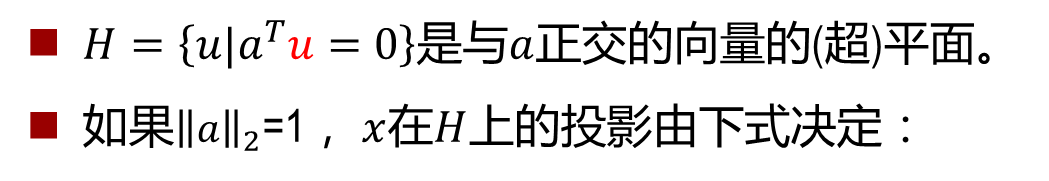 ■ 𝐻 = {𝑢|𝑎ᵀ𝑢 = 0}是与𝑎正交的向量的(超)平面。
■ 如果‖𝑎‖₂=1，𝑥在𝐻上的投影由下式决定：